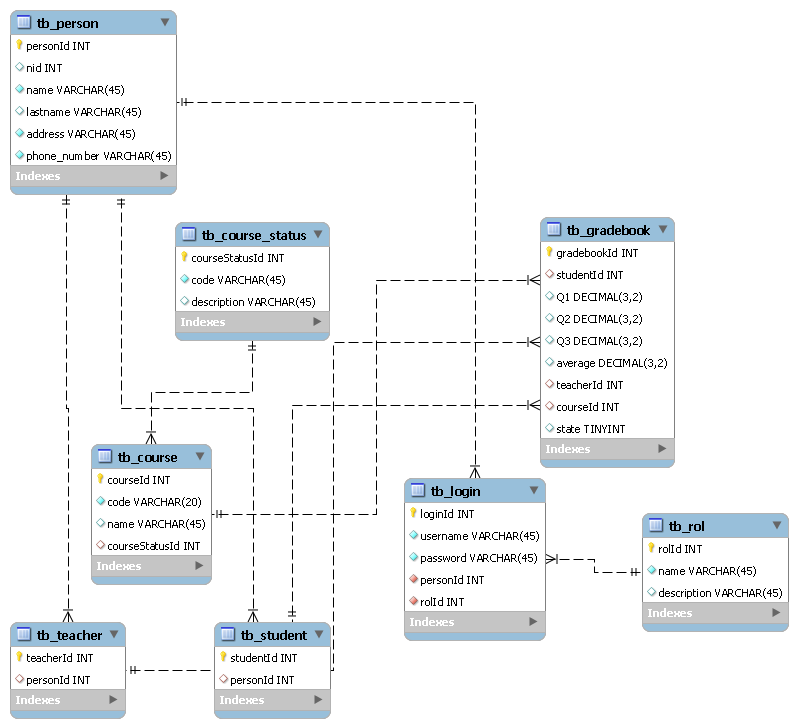 tb_person
personId INT
nid INT
name VARCHAR(45)
lastname VARCHAR(45)
address VARCHAR(45)
phone_number VARCHAR(45)
Indexes
tb_course_status
courseStatusId INT
code VARCHAR(45)
description VARCHAR(45)
Indexes
tb_gradebook
gradebookId INT
studentId INT
Q1 DECIMAL(3,2)
Q2 DECIMAL(3,2)
Q3 DECIMAL(3,2)
average DECIMAL(3,2)
teacherId INT
courseId INT
state TINYINT
Indexes
tb_course
courseId INT
code VARCHAR(20)
name VARCHAR(45)
courseStatusId INT
Indexes
tb_login
loginId INT
username VARCHAR(45)
password VARCHAR(45)
personId INT
rolId INT
Indexes
tb_rol
rolId INT
name VARCHAR(45)
description VARCHAR(45)
Indexes
tb_teacher
teacherId INT
personId INT
Indexes
tb_student
studentId INT
personId INT
Indexes